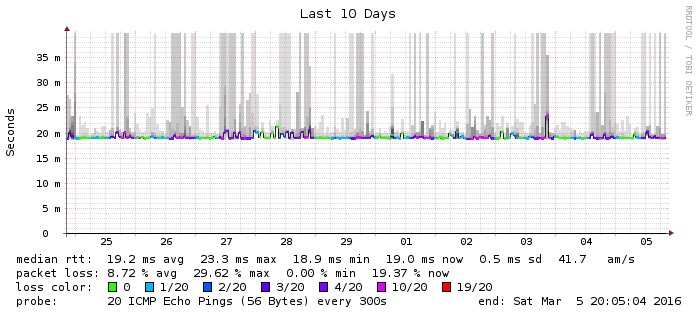 Last 10 Days
RRDTOOL / TOBI OETIKER
Seconds
35 m
30 m
25 m
20 m
15 m
10 m
5 m
0
25 26 27 28 29 01 02 03 04 05
median rtt: 19.2 ms avg 23.3 ms max 18.9 ms min 19.0 ms now 0.5 ms sd 41.7 am/s
packet loss: 8.72 % avg 29.62 % max 0.00 % min 19.37 % now
loss color: 0 1/20 2/20 3/20 4/20 10/20 19/20
probe: 20 ICMP Echo Pings (56 Bytes) every 300s end: Sat Mar 5 20:05:04 2016